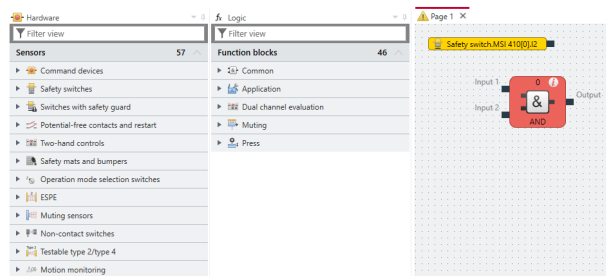 Hardware
Filter view
Sensors 57
Command devices
Safety switches
Switches with safety guard
Potential-free contacts and restart
Two-hand controls
Safety mats and bumpers
Operation mode selection switches
ESPE
Muting sensors
Non-contact switches
Testable type 2/type 4
Motion monitoring
fx Logic
Filter view
Function blocks 46
Common
Application
Dual channel evaluation
Muting
Press
Page 1
Safety switch.MSI 410[0].I2
0
Input 1
Input 2
&
Output
AND